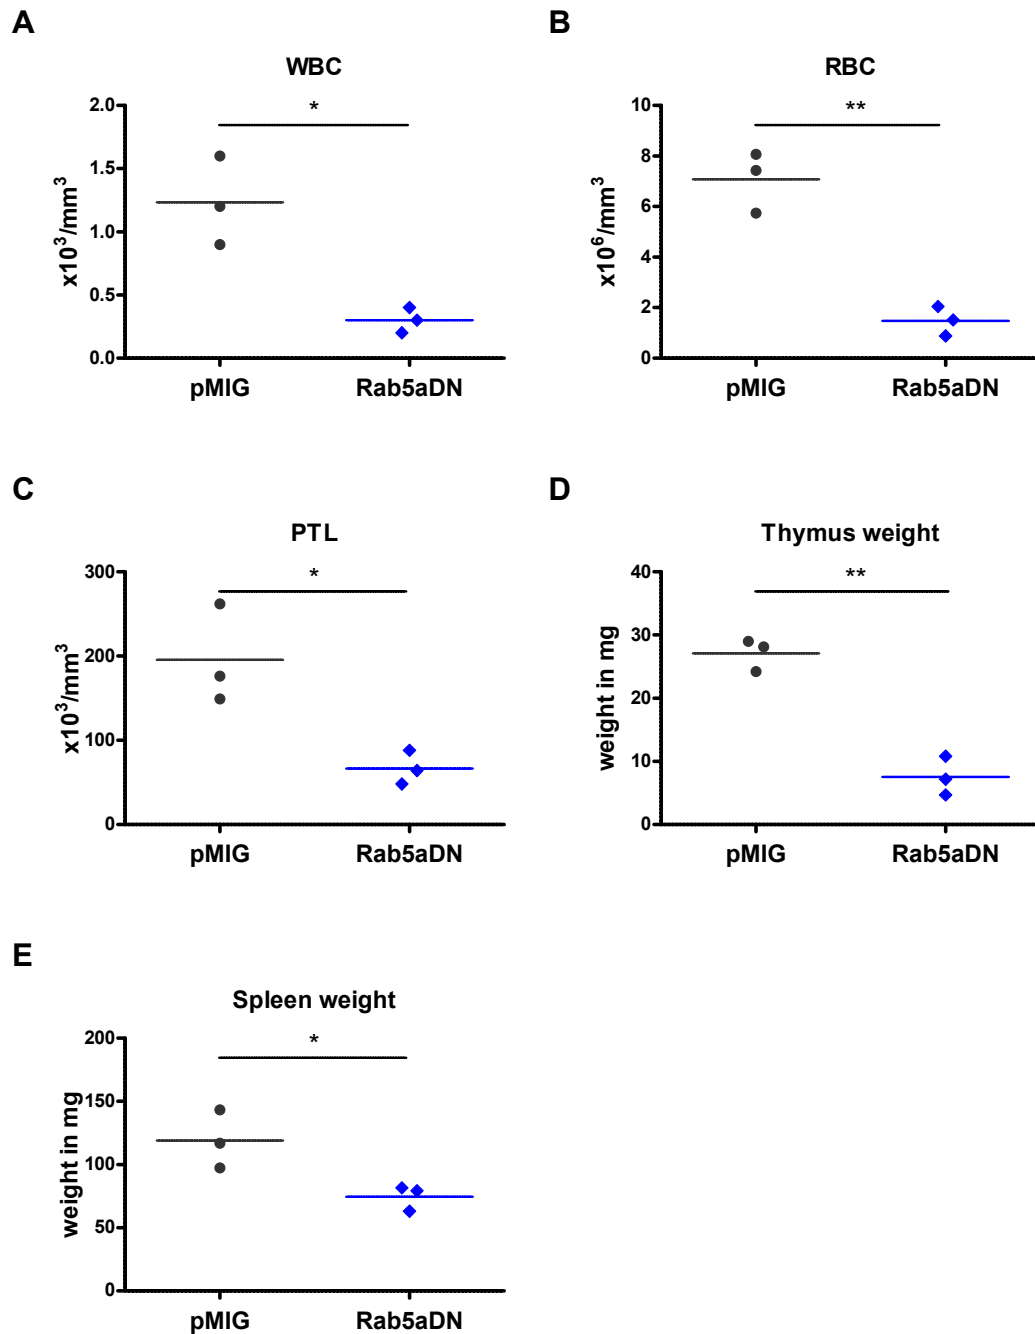 A
WBC
*
2.0
1.5
1.0
0.5
0.0
x10³/mm³
pMIG Rab5aDN
B
RBC
**
10
8
6
4
2
0
x10⁶/mm³
pMIG Rab5aDN
C
PTL
*
300
200
100
0
x10³/mm³
pMIG Rab5aDN
D
Thymus weight
**
40
30
20
10
0
weight in mg
pMIG Rab5aDN
E
Spleen weight
*
200
150
100
50
0
weight in mg
pMIG Rab5aDN